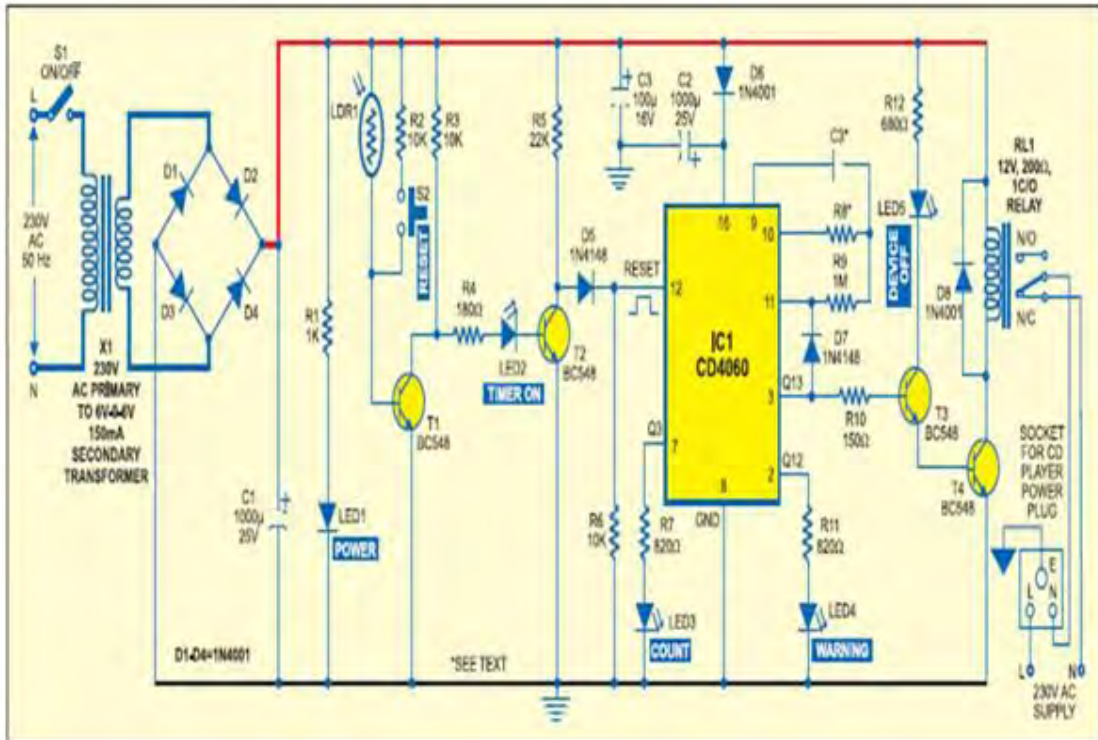 S1
ON/OFF
L
230V
AC
50 Hz
N
X1
230V
AC PRIMARY
TO 6V-0-6V
150mA
SECONDARY
TRANSFORMER
D1
D2
D3
D4
D1-D4=1N4001
C1
1000µ
25V
R1
1K
LED1
POWER
LDR1
R2
10K
R3
10K
S2
RESET
R4
180Ω
LED2
TIMER ON
T1
BC548
R5
22K
T2
BC548
D5
1N4148
C3
100µ
16V
C2
1000µ
25V
D6
1N4001
RESET
12
16
9
10
11
3
2
7
8
IC1
CD4060
Q3
Q13
Q12
GND
C3*
R8*
R9
1M
D7
1N4148
R10
150Ω
R6
10K
R7
820Ω
LED3
COUNT
R11
820Ω
LED4
WARNING
R12
680Ω
LED5
DEVICE
OFF
T3
BC548
T4
BC548
D8
1N4001
RL1
12V, 200Ω,
1C/O
RELAY
N/O
N/C
SOCKET
FOR CD
PLAYER
POWER
PLUG
E
L N
L N
230V AC
SUPPLY
*SEE TEXT